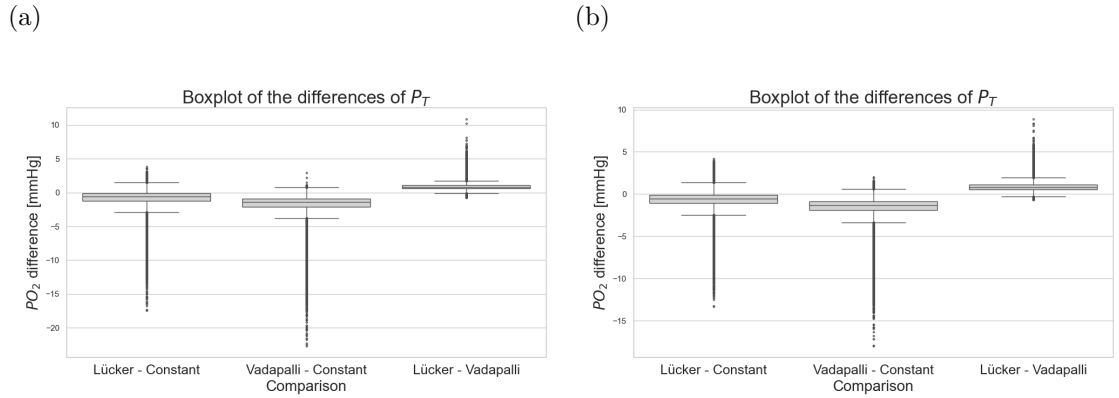 (a)
Boxplot of the differences of P_T
PO₂ difference [mmHg]
10
5
0
−5
−10
−15
−20
Lücker - Constant
Vadapalli - Constant
Lücker - Vadapalli
Comparison
(b)
Boxplot of the differences of P_T
PO₂ difference [mmHg]
10
5
0
−5
−10
−15
Lücker - Constant
Vadapalli - Constant
Lücker - Vadapalli
Comparison